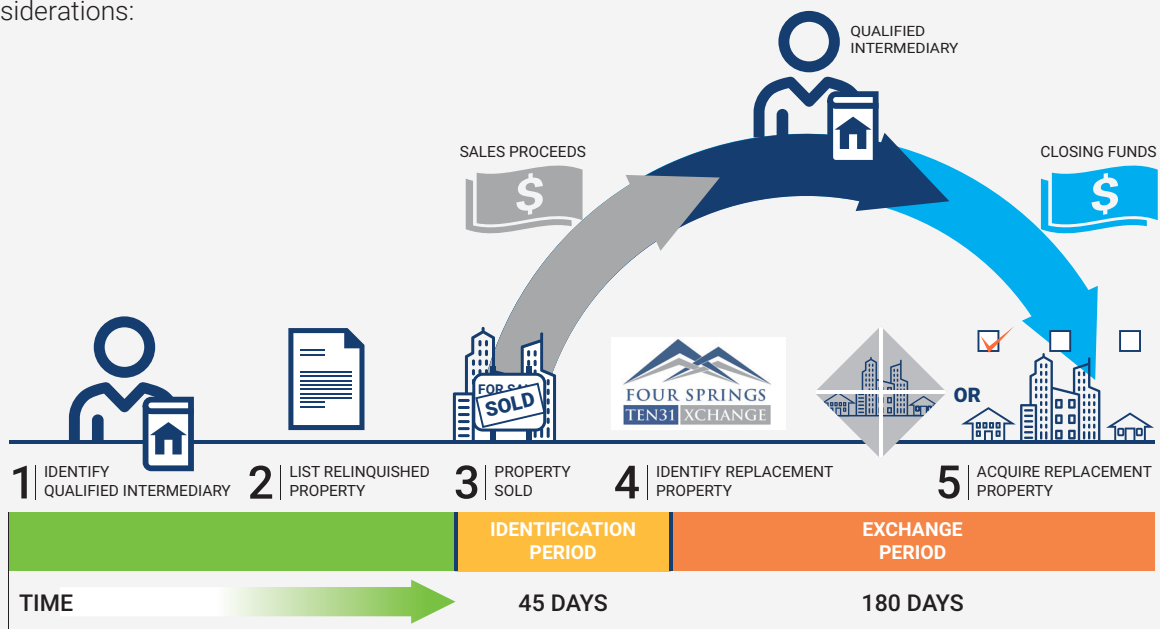 siderations:
QUALIFIED
INTERMEDIARY
SALES PROCEEDS
$
CLOSING FUNDS
$
FOR SA
SOLD
FOUR SPRINGS
TEN31 XCHANGE
OR
1 IDENTIFY
QUALIFIED INTERMEDIARY
2 LIST RELINQUISHED
PROPERTY
3 PROPERTY
SOLD
4 IDENTIFY REPLACEMENT
PROPERTY
5 ACQUIRE REPLACEMENT
PROPERTY
IDENTIFICATION
PERIOD
EXCHANGE
PERIOD
TIME
45 DAYS
180 DAYS